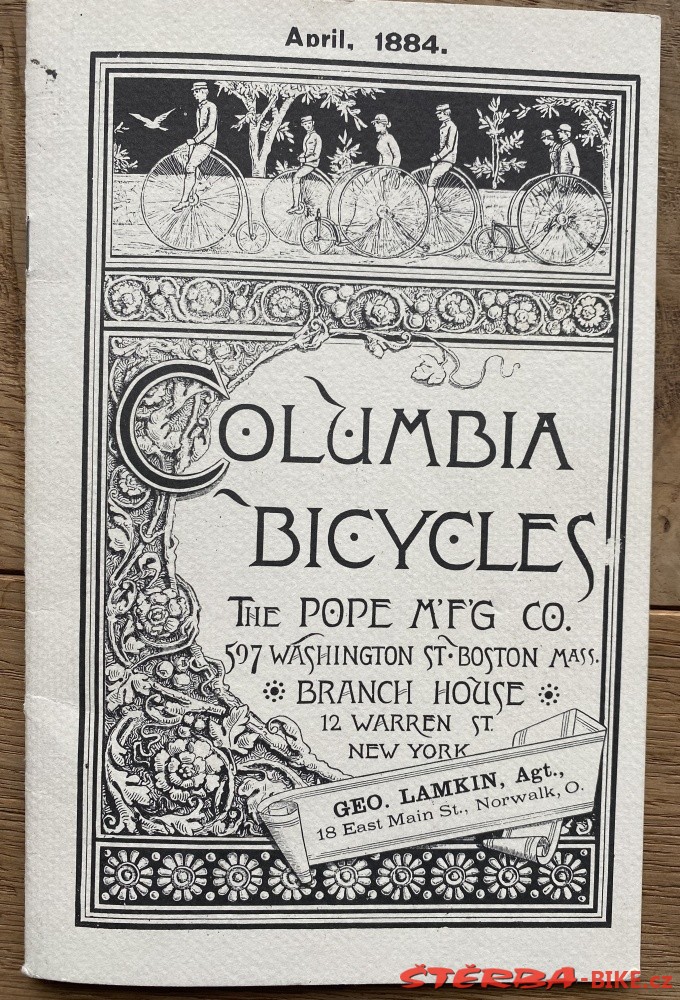 April, 1884.
COLUMBIA
BICYCLES
THE POPE M'F'G CO.
597 WASHINGTON ST·BOSTON MASS.
BRANCH HOUSE
12 WARREN ST.
NEW YORK
GEO. LAMKIN, Agt.,
18 East Main St., Norwalk, O.
ŠTĚRBA-BIKE.cz